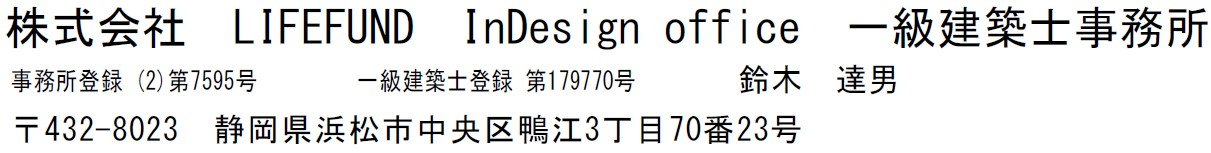 株式会社　LIFEFUND　InDesign office　一級建築士事務所
事務所登録 (2)第7595号　一級建築士登録 第179770号　鈴木　達男
〒432-8023　静岡県浜松市中央区鴨江3丁目70番23号